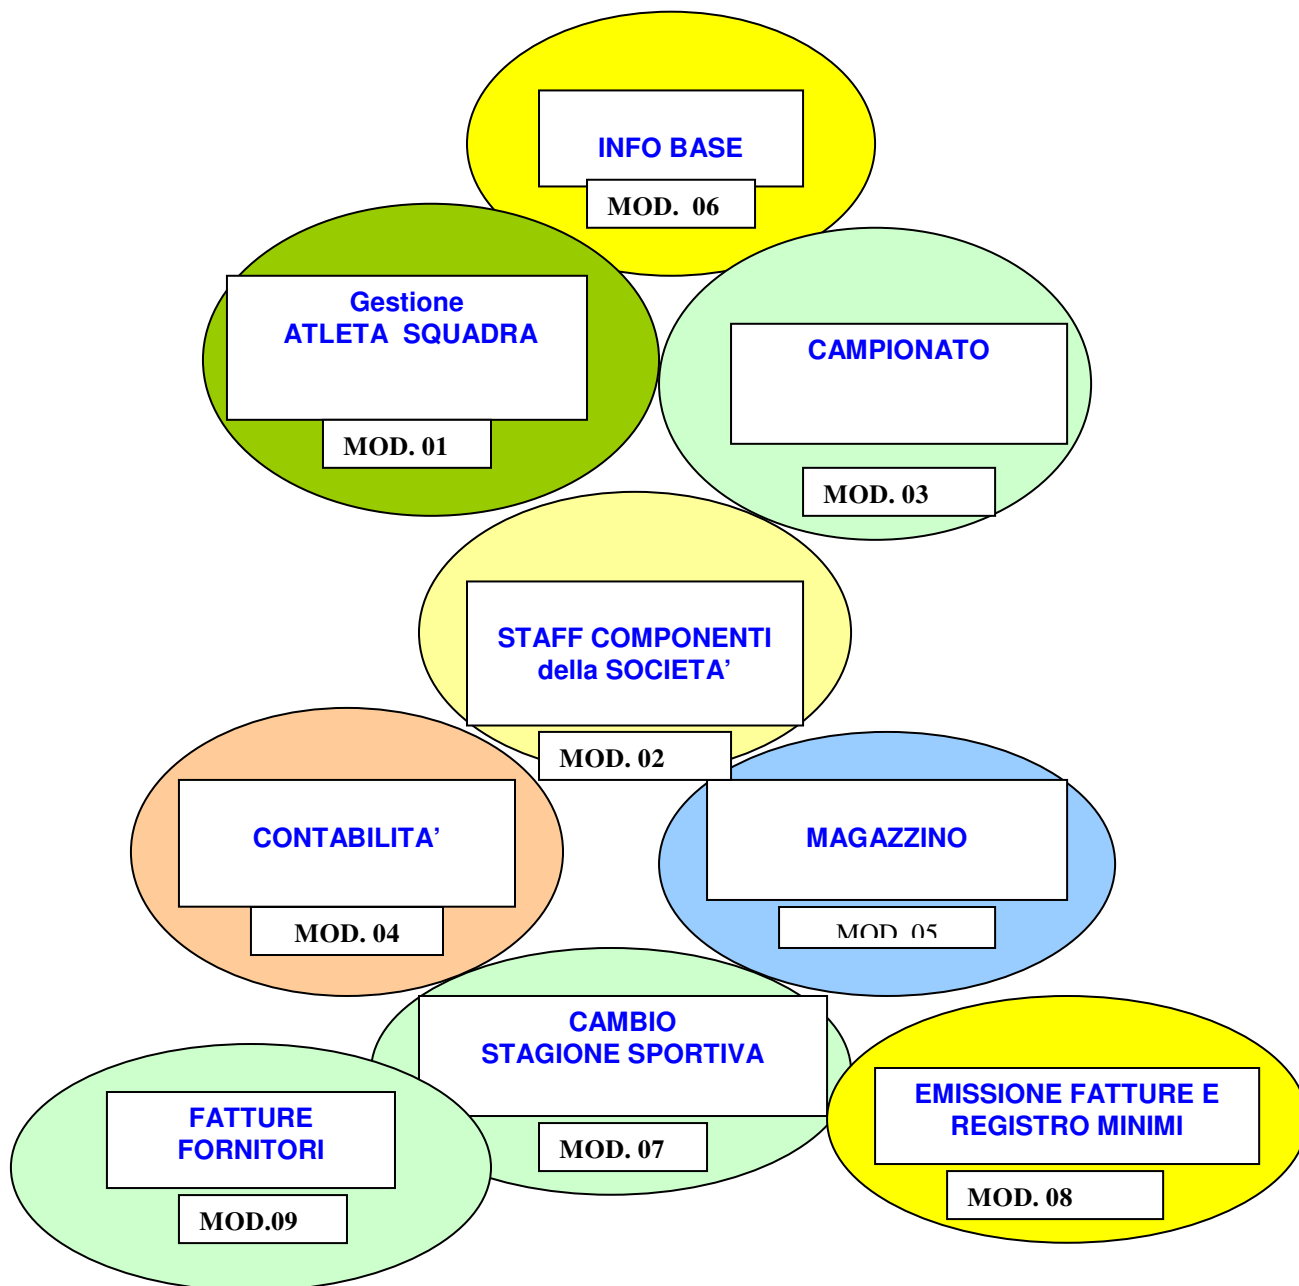 INFO BASE
MOD. 06
Gestione
ATLETA SQUADRA
MOD. 01
CAMPIONATO
MOD. 03
STAFF COMPONENTI
della SOCIETA’
MOD. 02
CONTABILITA’
MOD. 04
MAGAZZINO
MOD. 05
CAMBIO
STAGIONE SPORTIVA
MOD. 07
EMISSIONE FATTURE E
REGISTRO MINIMI
MOD. 08
FATTURE
FORNITORI
MOD.09